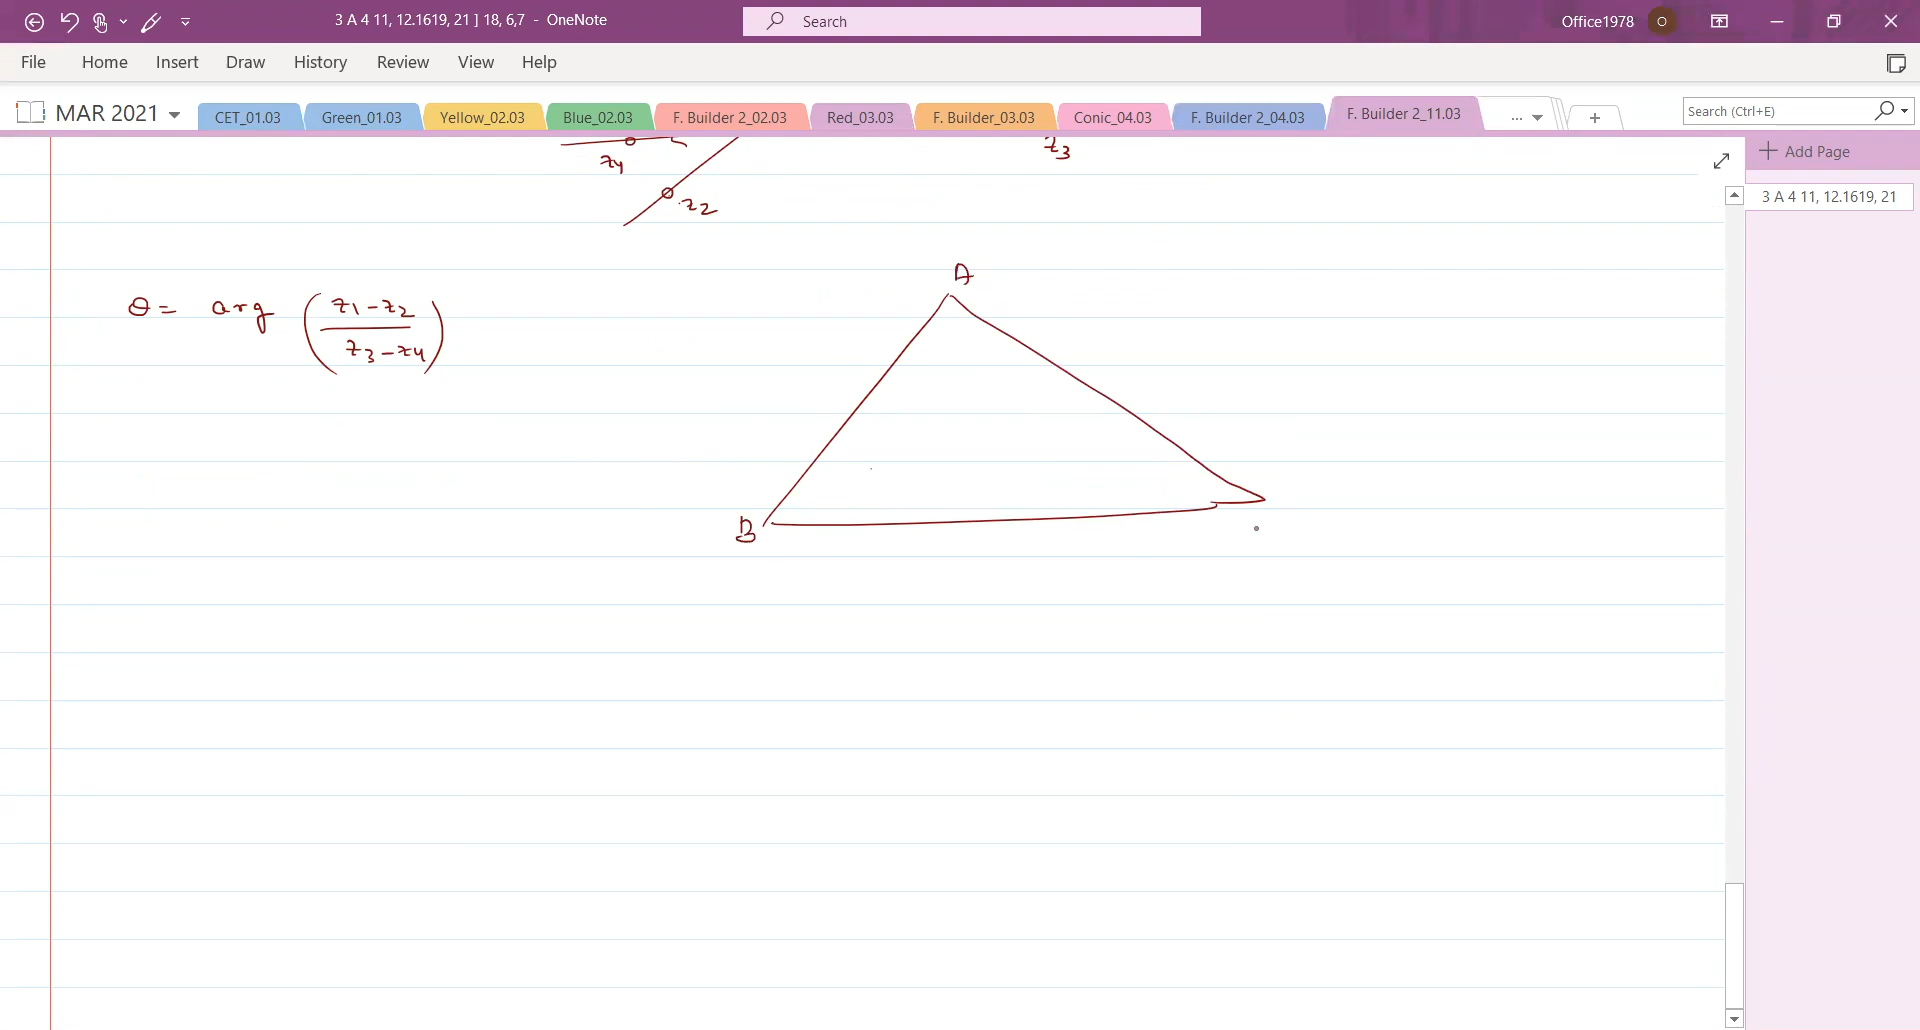 3 A 4 11, 12.1619, 21 ] 18, 6,7 - OneNote
Search
Office1978
O
File Home Insert Draw History Review View Help
MAR 2021
CET_01.03 Green_01.03 Yellow_02.03 Blue_02.03 F. Builder 2_02.03 Red_03.03 F. Builder_03.03 Conic_04.03 F. Builder 2_04.03 F. Builder 2_11.03 ...
Search (Ctrl+E)
Add Page
3 A 4 11, 12.1619, 21
z4
z3
z2
A
θ = arg (z1 - z2
z3 - z4)
B